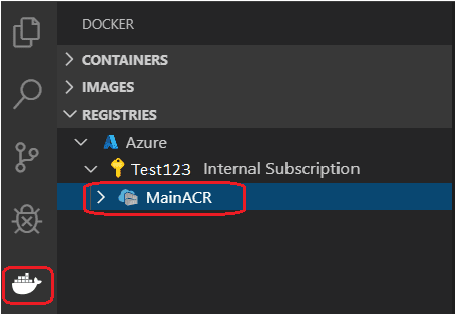 DOCKER
CONTAINERS
IMAGES
REGISTRIES
Azure
Test123 Internal Subscription
MainACR